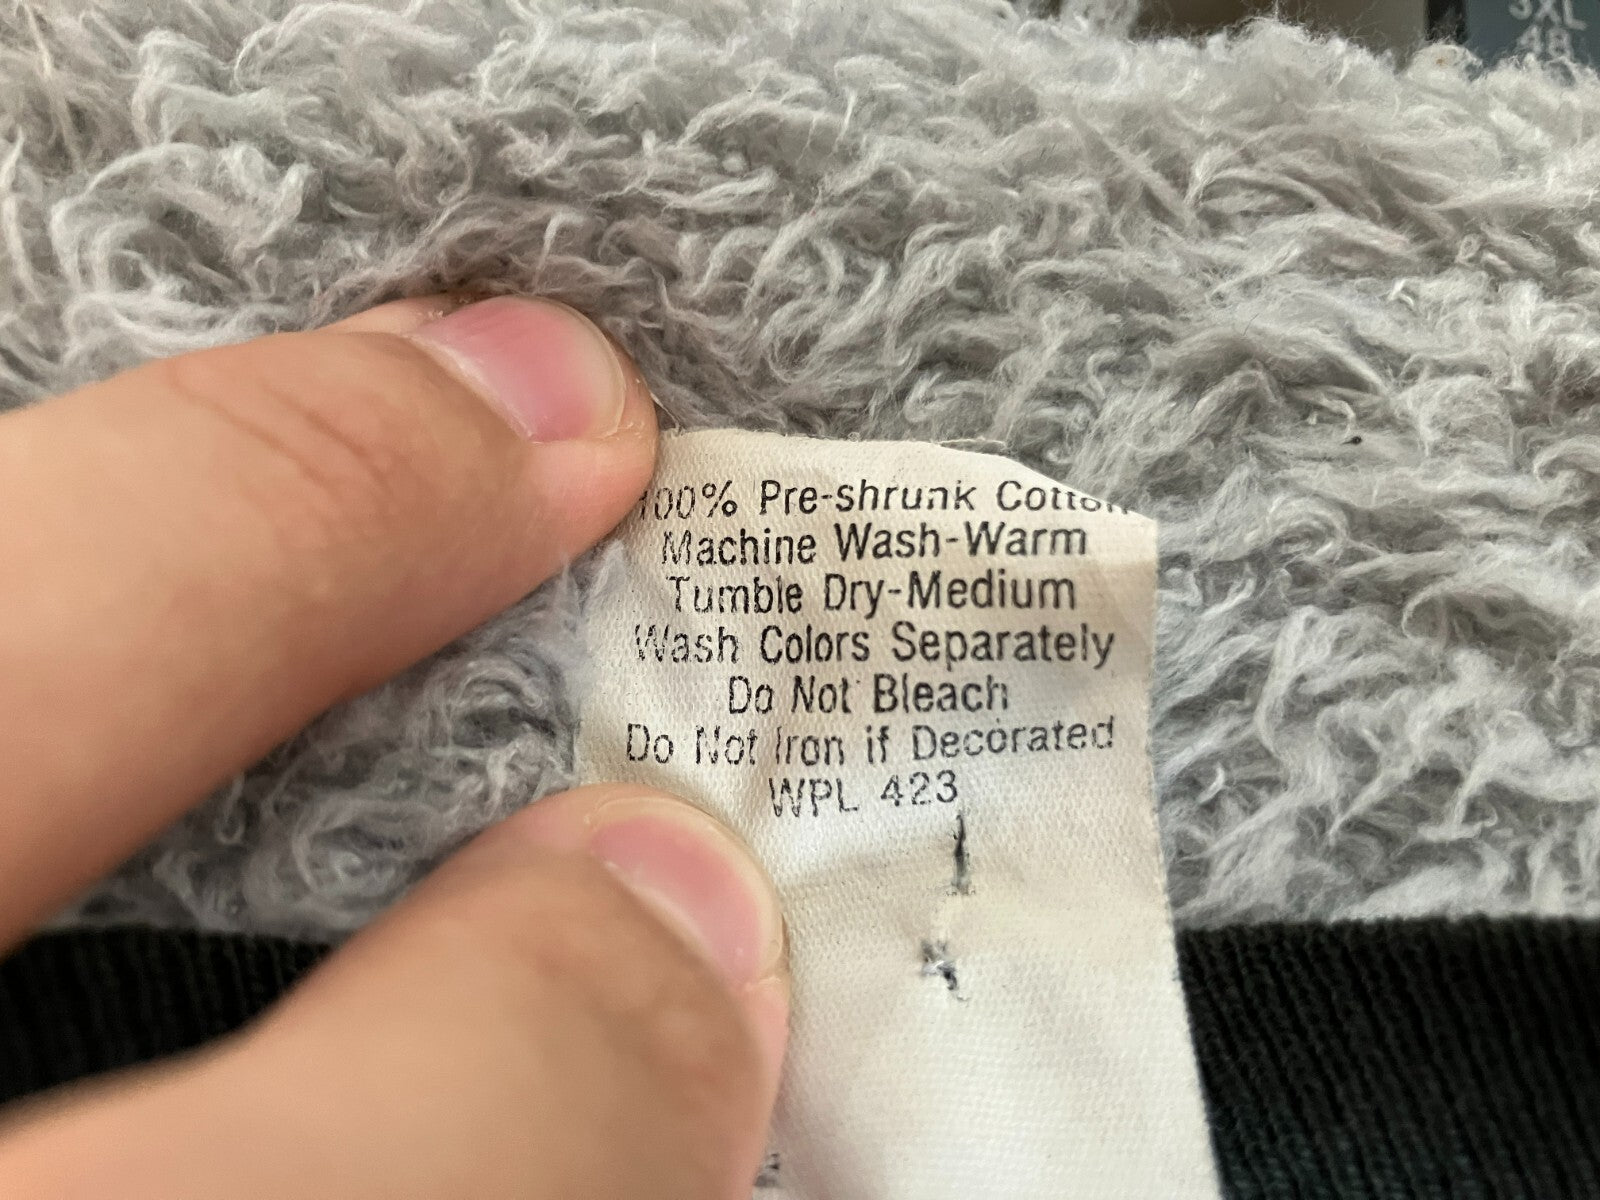 3XL
100% Pre-shrunk Cotton
Machine Wash-Warm
Tumble Dry-Medium
Wash Colors Separately
Do Not Bleach
Do Not Iron if Decorated
WPL 423